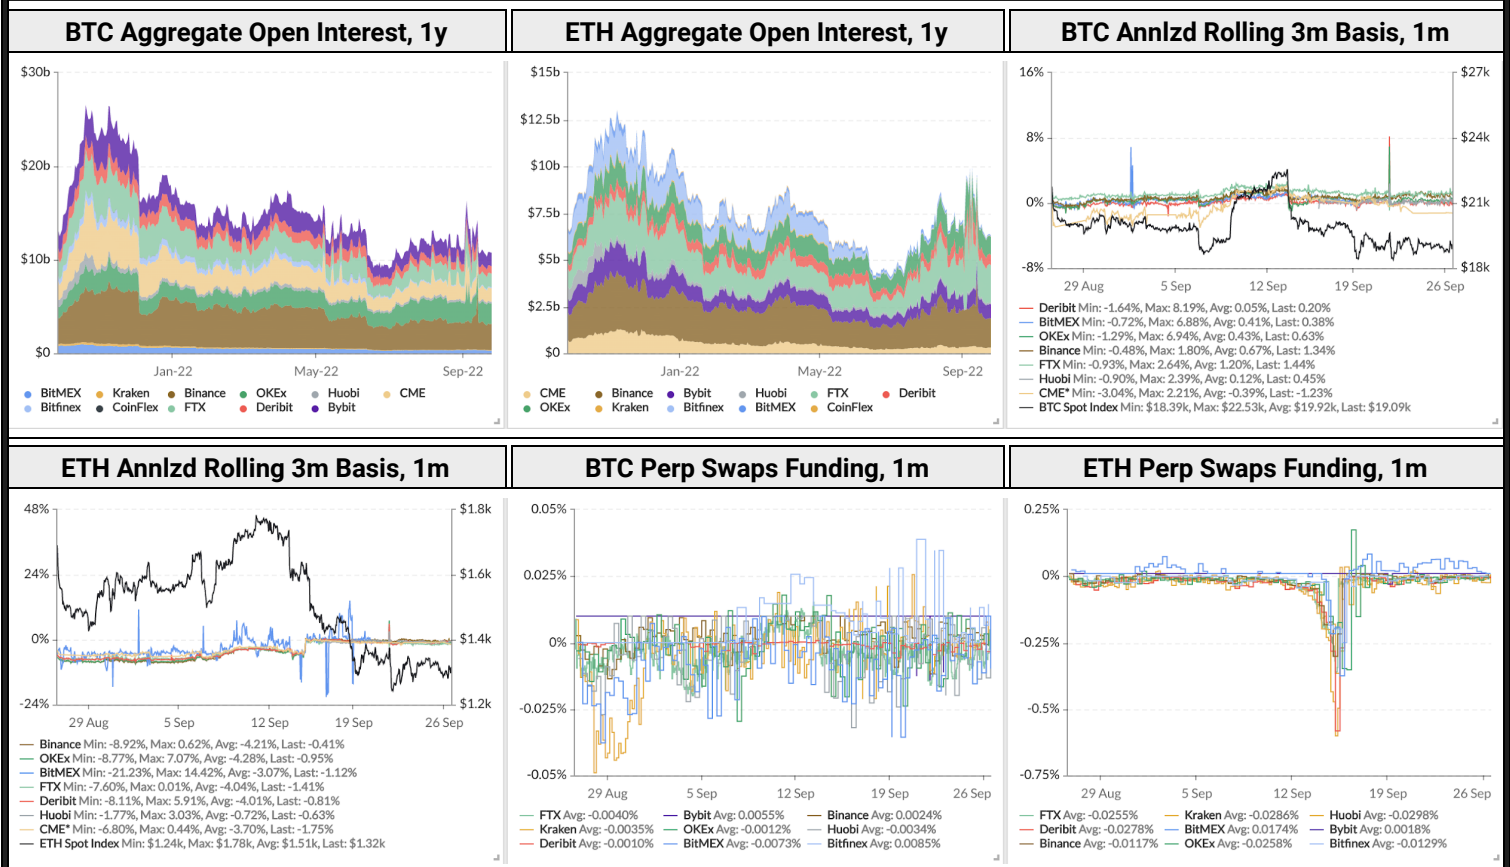 BTC Aggregate Open Interest, 1y
$30b
$20b
$10b
$0
Jan-22 May-22 Sep-22
BitMEX Kraken Binance OKEx Huobi CME
Bitfinex CoinFlex FTX Deribit Bybit
ETH Aggregate Open Interest, 1y
$15b
$12.5b
$10b
$7.5b
$5b
$2.5b
$0
Jan-22 May-22 Sep-22
CME Binance Bybit Huobi FTX Deribit
OKEx Kraken Bitfinex BitMEX CoinFlex
BTC Annlzd Rolling 3m Basis, 1m
16% $27k
8% $24k
0% $21k
-8% $18k
29 Aug 5 Sep 12 Sep 19 Sep 26 Sep
Deribit Min: -1.64%, Max: 8.19%, Avg: 0.05%, Last: 0.20%
BitMEX Min: -0.72%, Max: 6.88%, Avg: 0.41%, Last: 0.38%
OKEx Min: -1.29%, Max: 6.94%, Avg: 0.43%, Last: 0.63%
Binance Min: -0.48%, Max: 1.80%, Avg: 0.67%, Last: 1.34%
FTX Min: -0.93%, Max: 2.64%, Avg: 1.20%, Last: 1.44%
Huobi Min: -0.90%, Max: 2.39%, Avg: 0.12%, Last: 0.45%
CME* Min: -3.04%, Max: 2.21%, Avg: -0.39%, Last: -1.23%
BTC Spot Index Min: $18.39k, Max: $22.53k, Avg: $19.92k, Last: $19.09k
ETH Annlzd Rolling 3m Basis, 1m
48% $1.8k
24% $1.6k
0% $1.4k
-24% $1.2k
29 Aug 5 Sep 12 Sep 19 Sep 26 Sep
Binance Min: -8.92%, Max: 0.62%, Avg: -4.21%, Last: -0.41%
OKEx Min: -8.77%, Max: 7.07%, Avg: -4.28%, Last: -0.95%
BitMEX Min: -21.23%, Max: 14.42%, Avg: -3.07%, Last: -1.12%
FTX Min: -7.60%, Max: 0.01%, Avg: -4.04%, Last: -1.41%
Deribit Min: -8.11%, Max: 5.91%, Avg: -4.01%, Last: -0.81%
Huobi Min: -1.77%, Max: 3.03%, Avg: -0.72%, Last: -0.63%
CME* Min: -6.80%, Max: 0.44%, Avg: -3.70%, Last: -1.75%
ETH Spot Index Min: $1.24k, Max: $1.78k, Avg: $1.51k, Last: $1.32k
BTC Perp Swaps Funding, 1m
0.05%
0.025%
0%
-0.025%
-0.05%
29 Aug 5 Sep 12 Sep 19 Sep 26 Sep
FTX Avg: -0.0040% Bybit Avg: 0.0055% Binance Avg: 0.0024%
Kraken Avg: -0.0035% OKEx Avg: -0.0012% Huobi Avg: -0.0034%
Deribit Avg: -0.0010% BitMEX Avg: -0.0073% Bitfinex Avg: 0.0085%
ETH Perp Swaps Funding, 1m
0.25%
0%
-0.25%
-0.5%
-0.75%
29 Aug 5 Sep 12 Sep 19 Sep 26 Sep
FTX Avg: -0.0255% Kraken Avg: -0.0286% Huobi Avg: -0.0298%
Deribit Avg: -0.0278% BitMEX Avg: 0.0174% Bybit Avg: 0.0018%
Binance Avg: -0.0117% OKEx Avg: -0.0258% Bitfinex Avg: -0.0129%